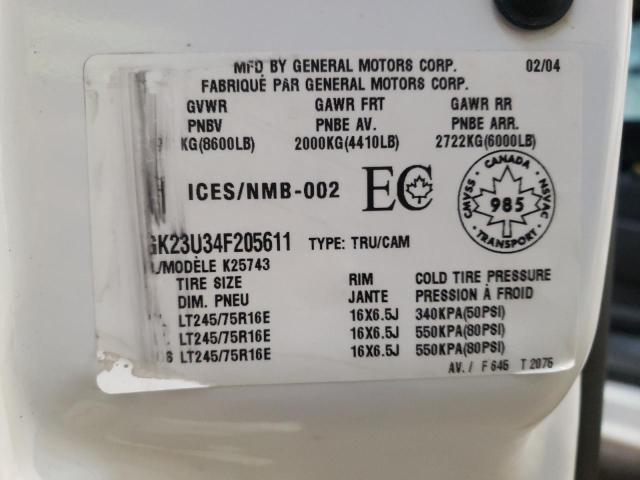 MFD BY GENERAL MOTORS CORP. 02/04
FABRIQUÉ PAR GENERAL MOTORS CORP.
GVWR GAWR FRT GAWR RR
PNBV PNBE AV. PNBE ARR.
KG(8600LB) 2000KG(4410LB) 2722KG(6000LB)
ICES/NMB-002 EC
CANADA CMVSS NSVAC 985 TRANSPORT
GK23U34F205611 TYPE: TRU/CAM
/MODÈLE K25743
TIRE SIZE RIM COLD TIRE PRESSURE
DIM. PNEU JANTE PRESSION À FROID
LT245/75R16E 16X6.5J 340KPA(50PSI)
LT245/75R16E 16X6.5J 550KPA(80PSI)
LT245/75R16E 16X6.5J 550KPA(80PSI)
AV./ F 645 T 2075